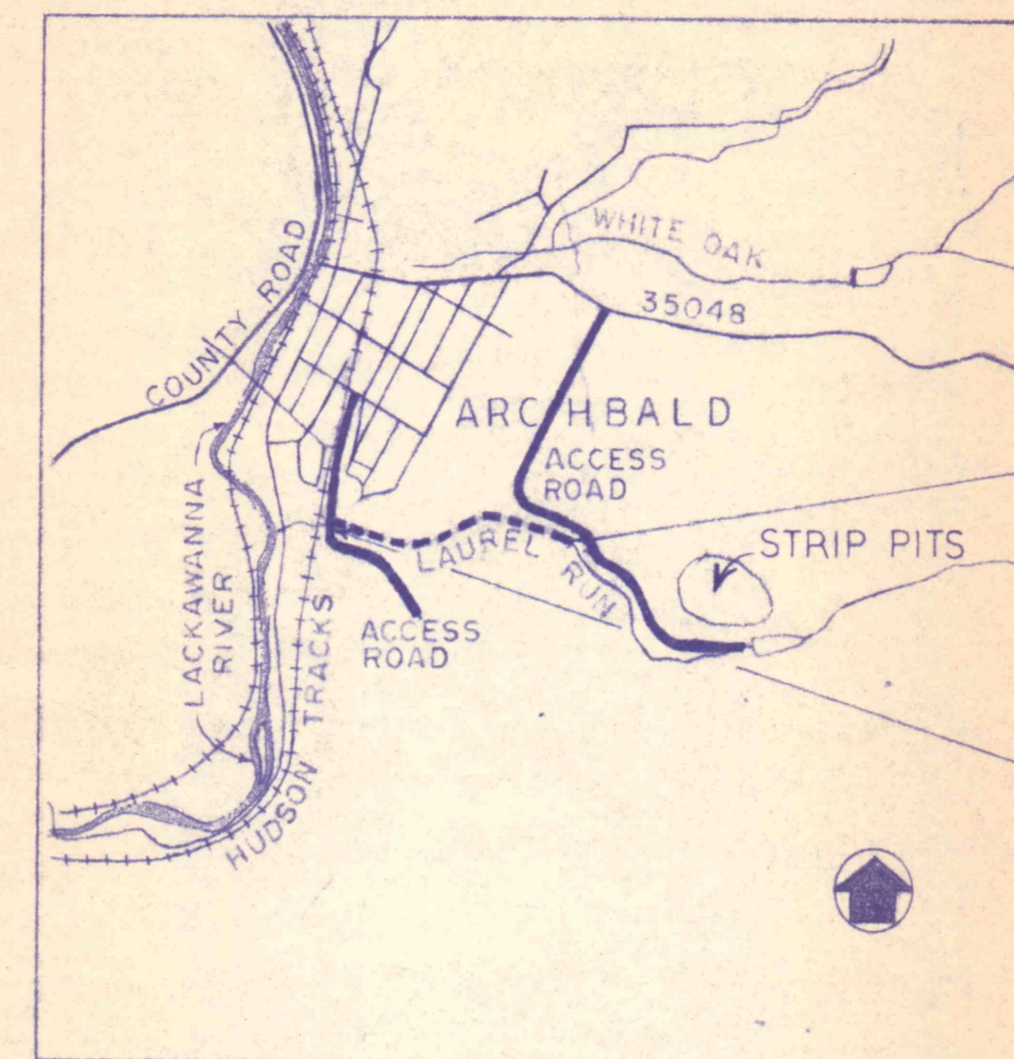 COUNTY ROAD
WHITE OAK
35048
ARCHBALD
ACCESS
ROAD
LAUREL RUN
STRIP PITS
LACKAWANNA
RIVER
ACCESS
ROAD
HUDSON TRACKS